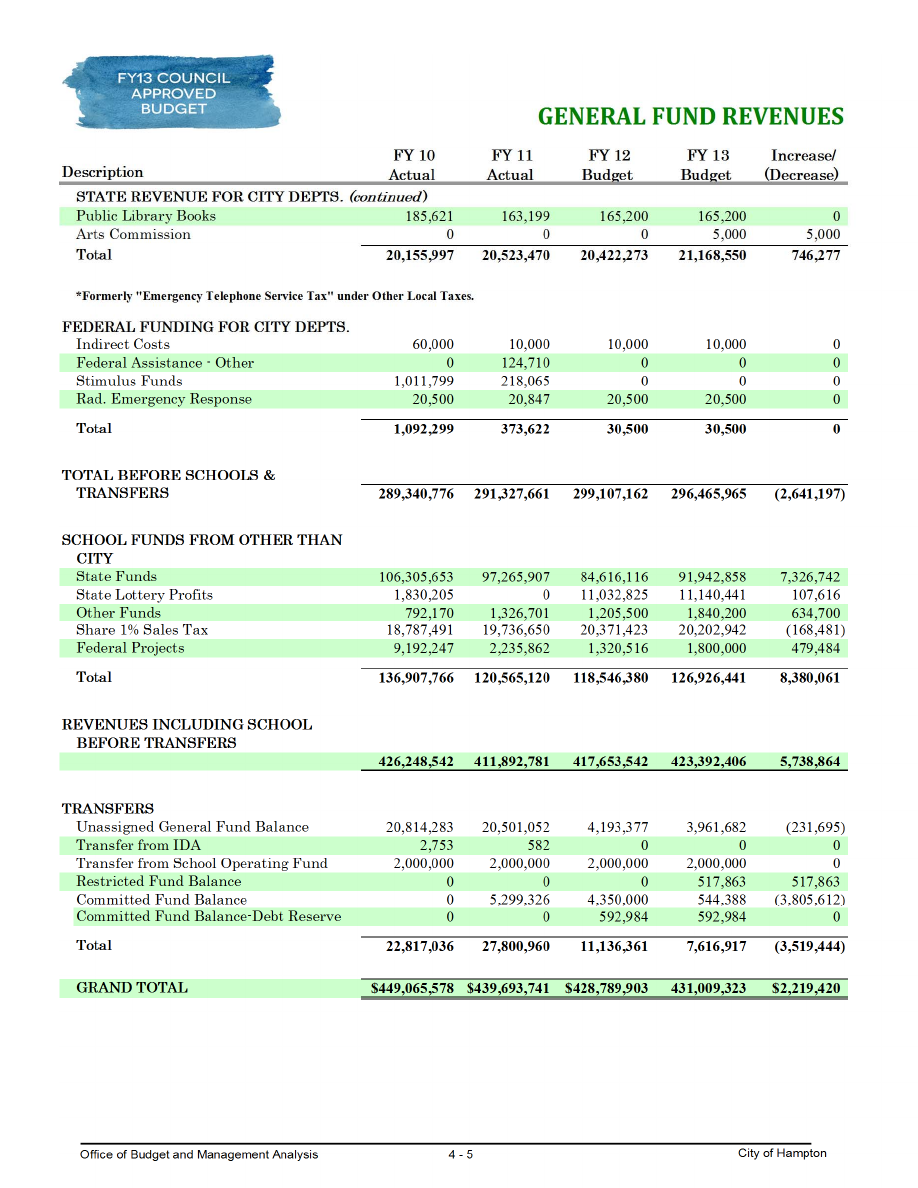 FY13 COUNCIL
APPROVED
BUDGET
GENERAL FUND REVENUES
FY 10 FY 11 FY 12 FY 13 Increase/
Description Actual Actual Budget Budget (Decrease)
STATE REVENUE FOR CITY DEPTS. (continued)
Public Library Books 185,621 163,199 165,200 165,200 0
Arts Commission 0 0 0 5,000 5,000
Total 20,155,997 20,523,470 20,422,273 21,168,550 746,277
*Formerly "Emergency Telephone Service Tax" under Other Local Taxes.
FEDERAL FUNDING FOR CITY DEPTS.
Indirect Costs 60,000 10,000 10,000 10,000 0
Federal Assistance - Other 0 124,710 0 0 0
Stimulus Funds 1,011,799 218,065 0 0 0
Rad. Emergency Response 20,500 20,847 20,500 20,500 0
Total 1,092,299 373,622 30,500 30,500 0
TOTAL BEFORE SCHOOLS &
TRANSFERS 289,340,776 291,327,661 299,107,162 296,465,965 (2,641,197)
SCHOOL FUNDS FROM OTHER THAN
CITY
State Funds 106,305,653 97,265,907 84,616,116 91,942,858 7,326,742
State Lottery Profits 1,830,205 0 11,032,825 11,140,441 107,616
Other Funds 792,170 1,326,701 1,205,500 1,840,200 634,700
Share 1% Sales Tax 18,787,491 19,736,650 20,371,423 20,202,942 (168,481)
Federal Projects 9,192,247 2,235,862 1,320,516 1,800,000 479,484
Total 136,907,766 120,565,120 118,546,380 126,926,441 8,380,061
REVENUES INCLUDING SCHOOL
BEFORE TRANSFERS
426,248,542 411,892,781 417,653,542 423,392,406 5,738,864
TRANSFERS
Unassigned General Fund Balance 20,814,283 20,501,052 4,193,377 3,961,682 (231,695)
Transfer from IDA 2,753 582 0 0 0
Transfer from School Operating Fund 2,000,000 2,000,000 2,000,000 2,000,000 0
Restricted Fund Balance 0 0 0 517,863 517,863
Committed Fund Balance 0 5,299,326 4,350,000 544,388 (3,805,612)
Committed Fund Balance-Debt Reserve 0 0 592,984 592,984 0
Total 22,817,036 27,800,960 11,136,361 7,616,917 (3,519,444)
GRAND TOTAL $449,065,578 $439,693,741 $428,789,903 431,009,323 $2,219,420
Office of Budget and Management Analysis 4 - 5 City of Hampton